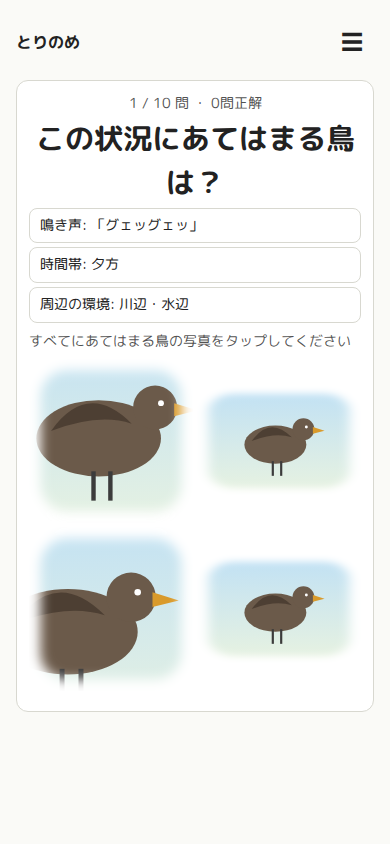 とりのめ
1 / 10 問 · 0問正解
この状況にあてはまる鳥
は？
鳴き声: 「グェッグェッ」
時間帯: 夕方
周辺の環境: 川辺・水辺
すべてにあてはまる鳥の写真をタップしてください